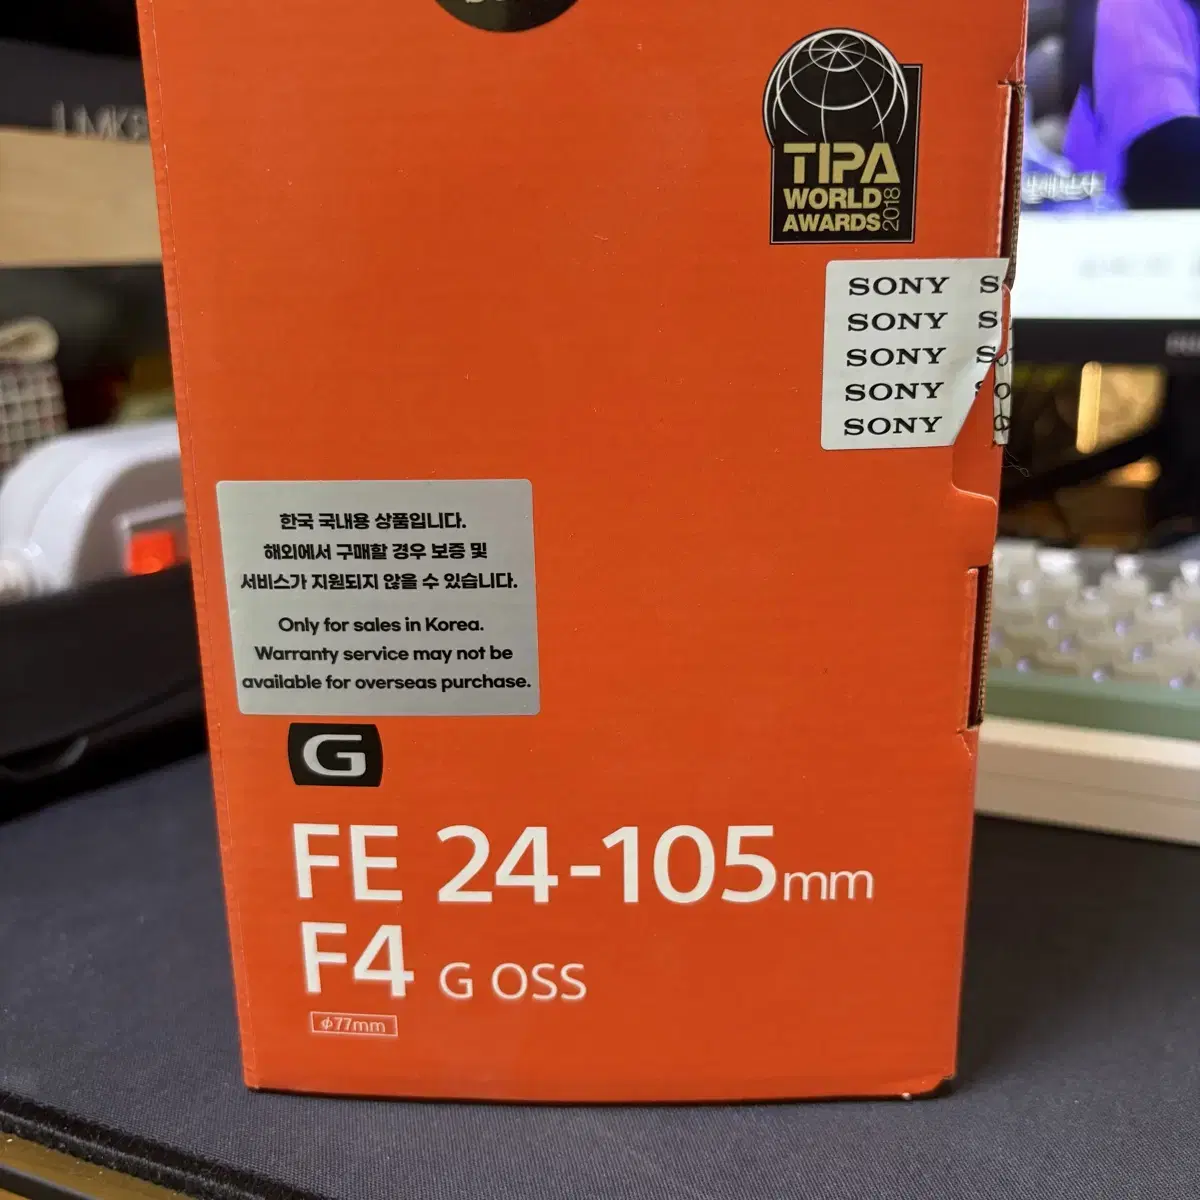 TIPA
WORLD
AWARDS 2018
SONY S
SONY S
SONY SO
SONY SO
SONY
한국 국내용 상품입니다.
해외에서 구매할 경우 보증 및
서비스가 지원되지 않을 수 있습니다.
Only for sales in Korea.
Warranty service may not be
available for overseas purchase.
G
FE 24-105mm
F4 G OSS
φ77mm